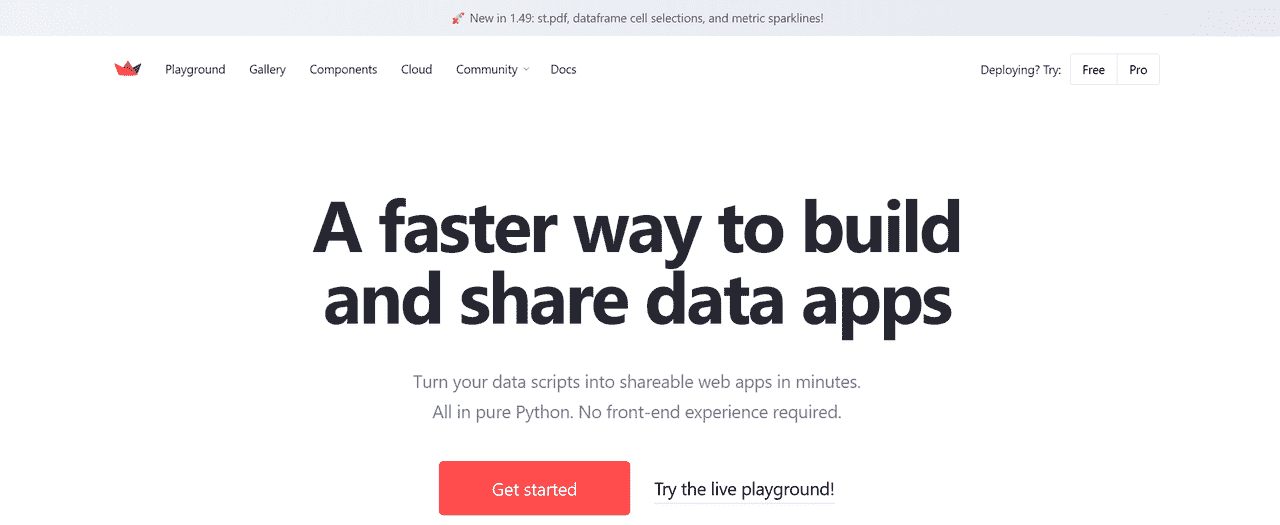 🚀 New in 1.49: st.pdf, dataframe cell selections, and metric sparklines!
Playground Gallery Components Cloud Community Docs Deploying? Try: Free Pro
A faster way to build
and share data apps
Turn your data scripts into shareable web apps in minutes.
All in pure Python. No front-end experience required.
Get started Try the live playground!